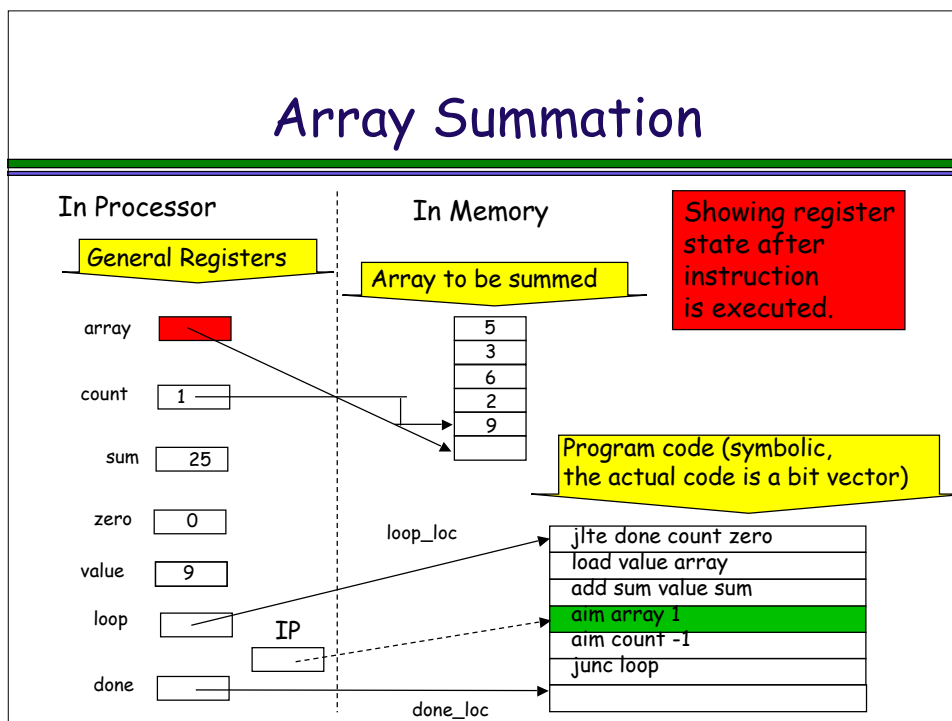 Array Summation
In Processor
In Memory
Showing register
state after
instruction
is executed.
General Registers
Array to be summed
array
count
1
sum
25
zero
0
value
9
loop
IP
done
5
3
6
2
9
Program code (symbolic,
the actual code is a bit vector)
loop_loc
jlte done count zero
load value array
add sum value sum
aim array 1
aim count -1
junc loop
done_loc